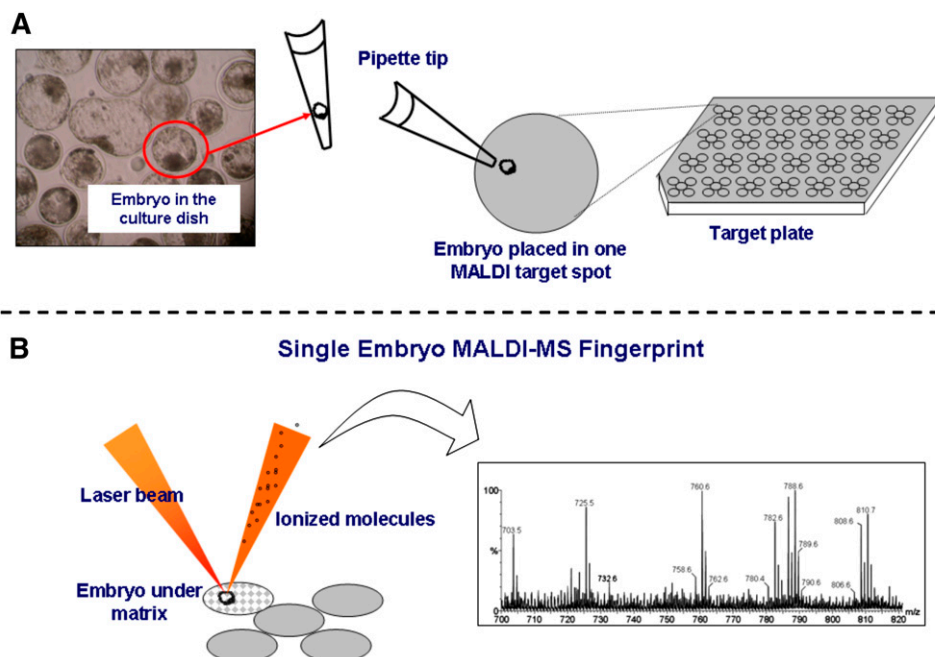 A
Pipette tip
Embryo in the
culture dish
Embryo placed in one
MALDI target spot
Target plate
B
Single Embryo MALDI-MS Fingerprint
Laser beam
Ionized molecules
Embryo under
matrix
100
%
0
703.5
725.5
732.6
758.6
760.6
762.6
780.4
782.6
788.6
789.6
790.6
806.6
808.6
810.7
700 710 720 730 740 750 760 770 780 790 800 810 820 m/z